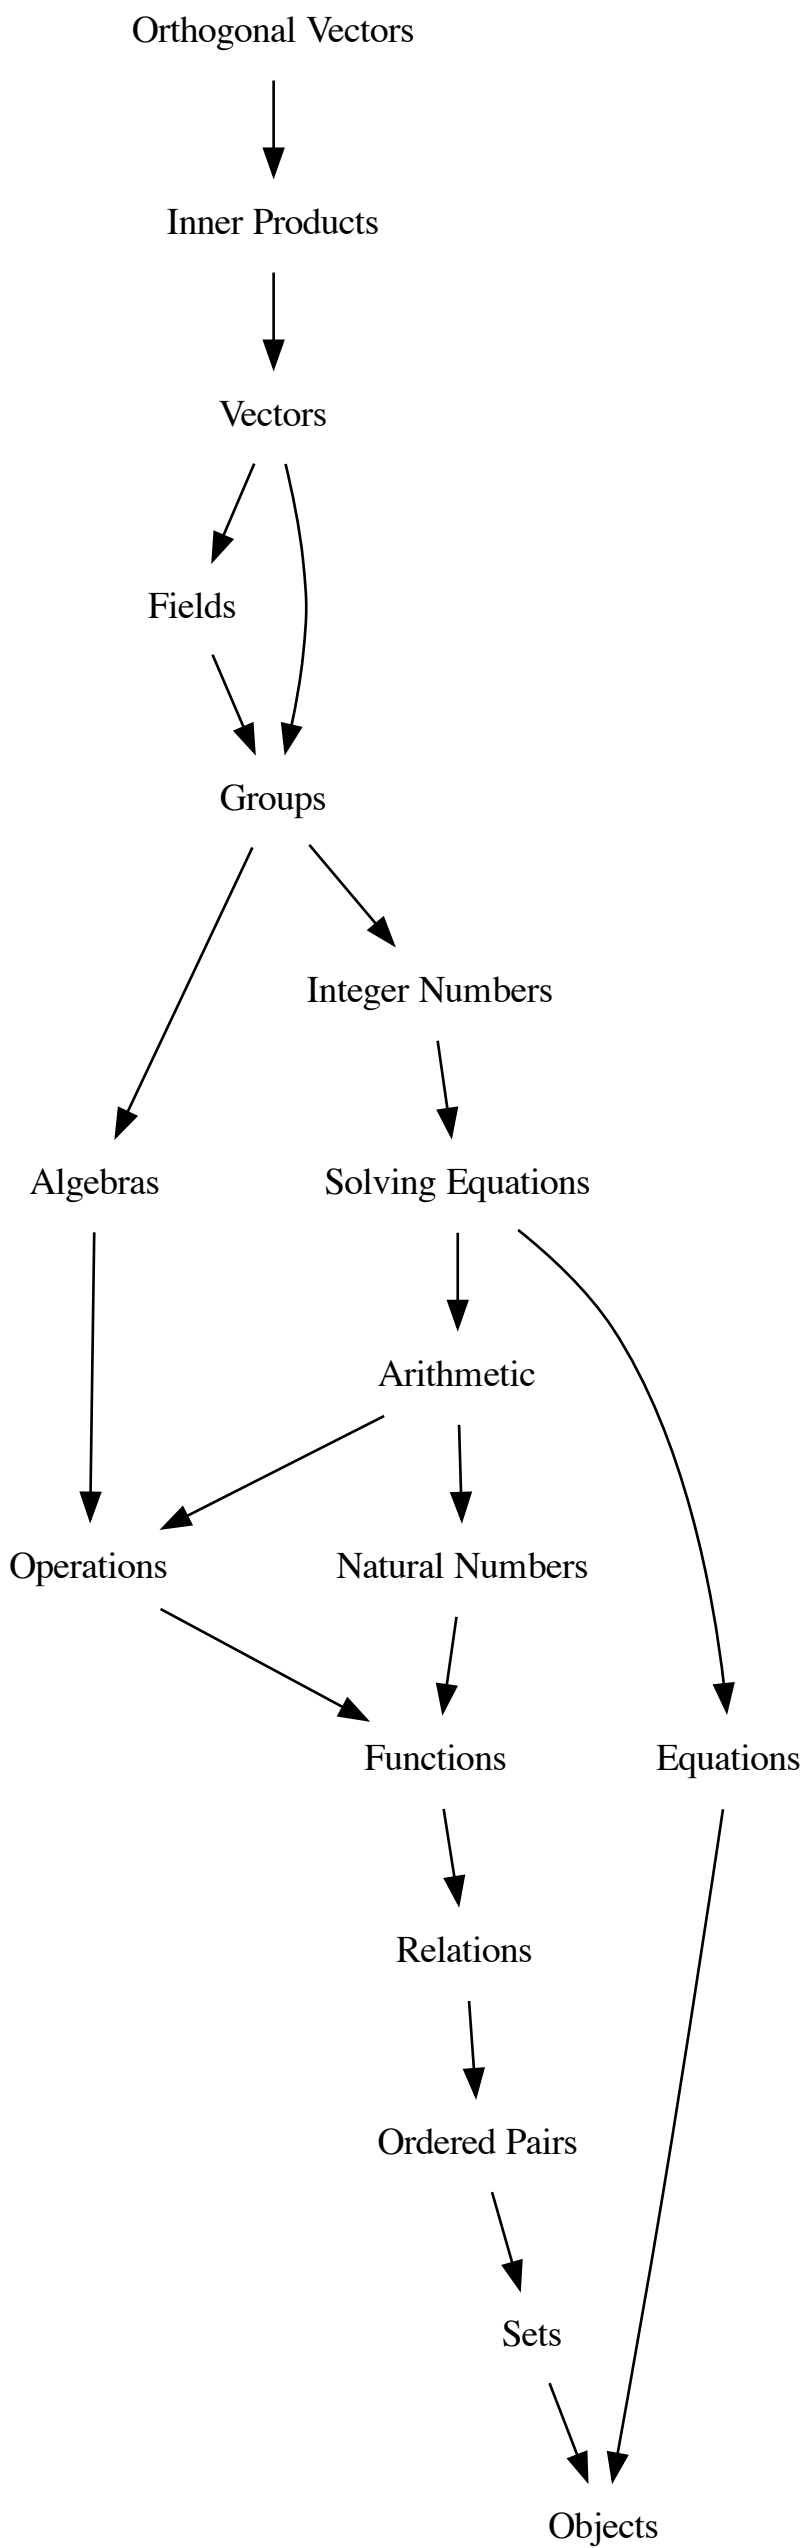 Orthogonal Vectors
Inner Products
Vectors
Fields
Groups
Integer Numbers
Algebras
Solving Equations
Arithmetic
Operations
Natural Numbers
Functions
Equations
Relations
Ordered Pairs
Sets
Objects